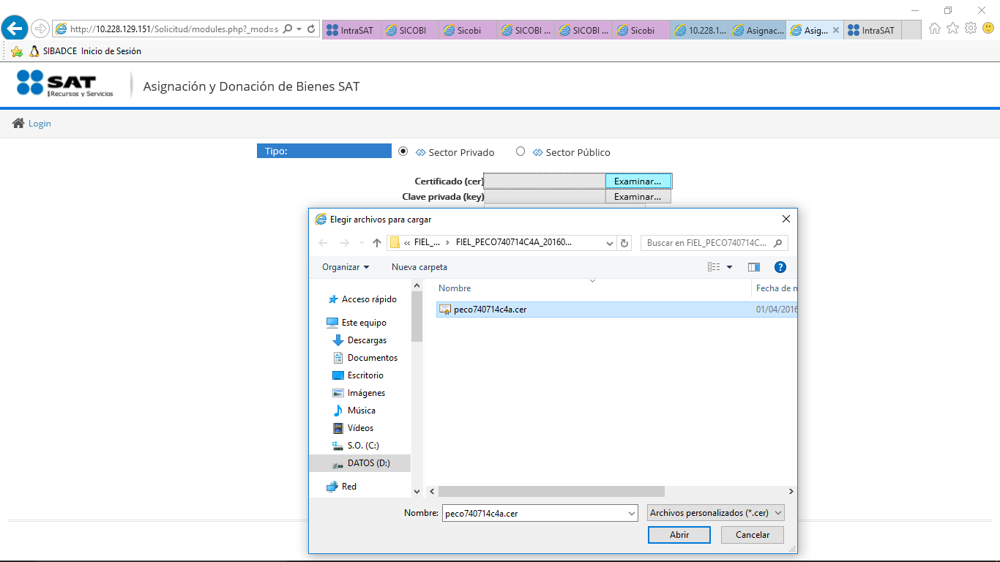 http://10.228.129.151/Solicitud/modules.php?_mod=s
IntraSAT
SICOBI
Sicobi
SICOBI ...
SICOBI ...
Sicobi
10.228.1...
Asignac...
Asig...
IntraSAT
SIBADCE Inicio de Sesión
SAT
Recursos y Servicios
Asignación y Donación de Bienes SAT
Login
Tipo:
Sector Privado
Sector Público
Certificado (cer)
Examinar...
Clave privada (key)
Examinar...
Elegir archivos para cargar
« FIEL_... › FIEL_PECO740714C4A_20160...
Buscar en FIEL_PECO740714C...
Organizar
Nueva carpeta
Nombre
Fecha de n
Acceso rápido
peco740714c4a.cer
01/04/2016
Este equipo
Descargas
Documentos
Escritorio
Imágenes
Música
Vídeos
S.O. (C:)
DATOS (D:)
Red
Nombre:
peco740714c4a.cer
Archivos personalizados (*.cer)
Abrir
Cancelar